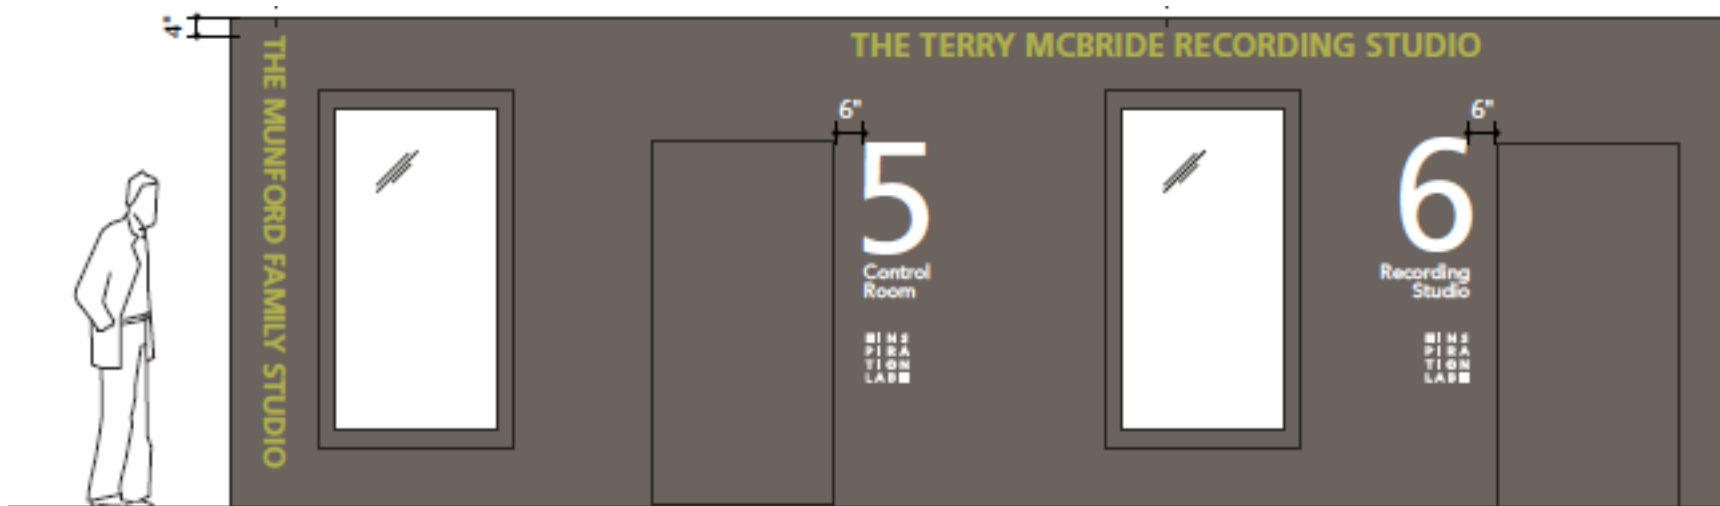 4"
THE MUNFORD FAMILY STUDIO
THE TERRY MCBRIDE RECORDING STUDIO
6"
5
Control
Room
INS
PIRA
TION
LAB
6"
6
Recording
Studio
INS
PIRA
TION
LAB